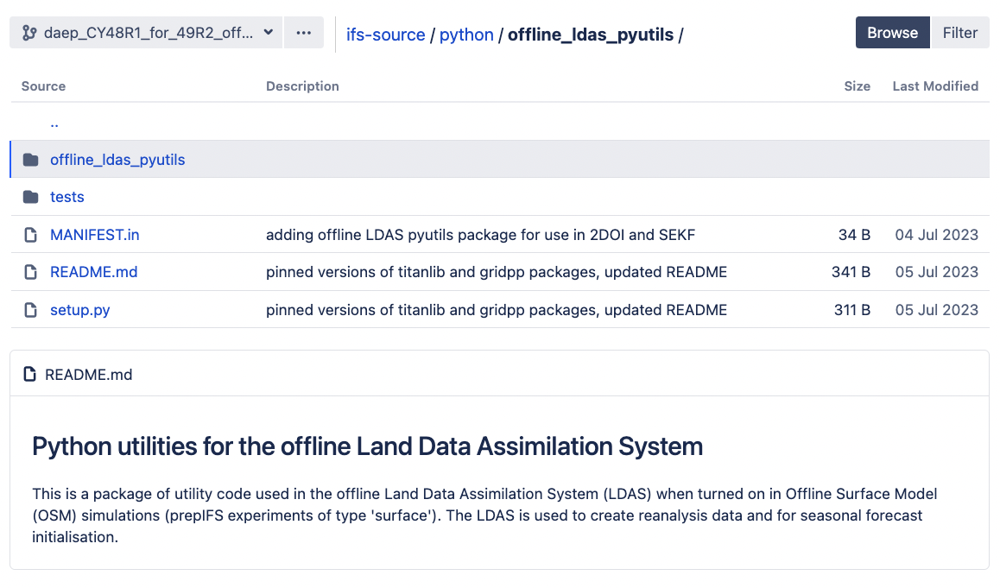 daep_CY48R1_for_49R2_off... ...
ifs-source / python / offline_ldas_pyutils /
Browse Filter
Source Description Size Last Modified
..
offline_ldas_pyutils
tests
MANIFEST.in adding offline LDAS pyutils package for use in 2DOI and SEKF 34 B 04 Jul 2023
README.md pinned versions of titanlib and gridpp packages, updated README 341 B 05 Jul 2023
setup.py pinned versions of titanlib and gridpp packages, updated README 311 B 05 Jul 2023
README.md
Python utilities for the offline Land Data Assimilation System
This is a package of utility code used in the offline Land Data Assimilation System (LDAS) when turned on in Offline Surface Model
(OSM) simulations (prepIFS experiments of type 'surface'). The LDAS is used to create reanalysis data and for seasonal forecast
initialisation.